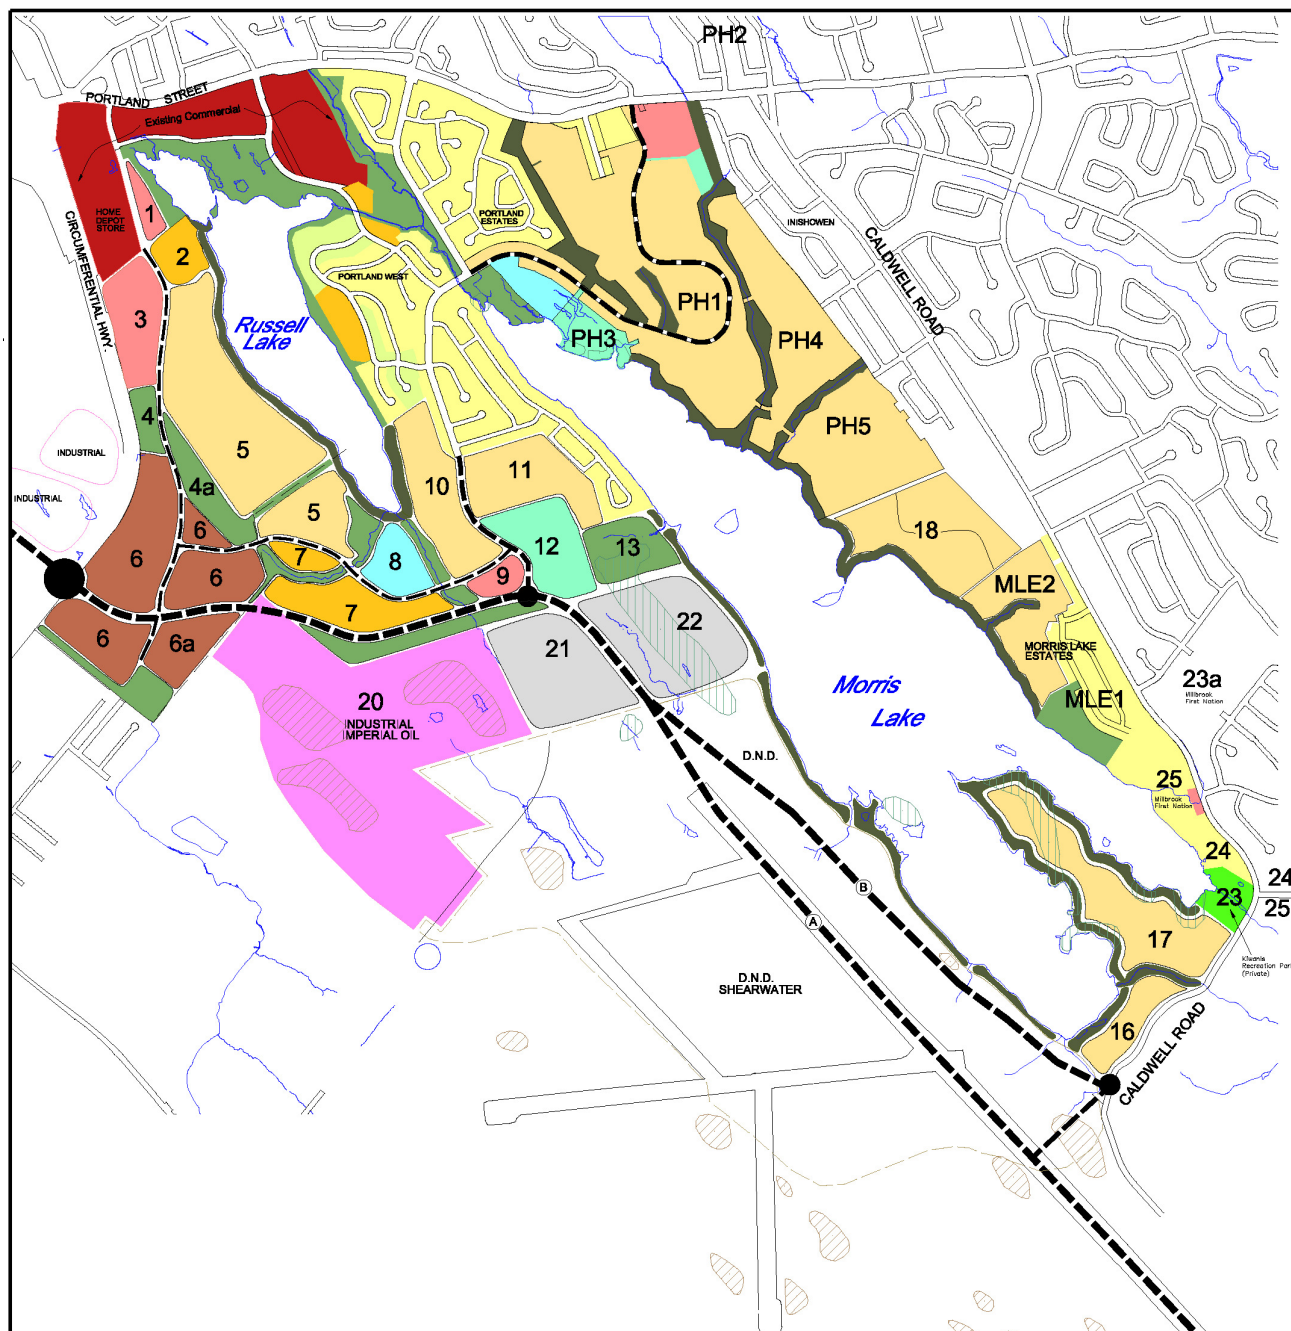 PH2
PORTLAND STREET
Existing Commercial
HOME
DEPOT
STORE
1
2
CIRCUMFERENTIAL HWY.
3
PORTLAND
ESTATES
PORTLAND WEST
INISHOWEN
CALDWELL ROAD
PH1
PH3
PH4
Russell
Lake
4
5
PH5
INDUSTRIAL
INDUSTRIAL
4a
10
11
5
6
18
6
7
8
9
12
13
6
MLE2
7
22
6
6a
21
MORRIS LAKE
ESTATES
MLE1
23a
Millbrook
First Nation
Morris
Lake
20
INDUSTRIAL
IMPERIAL OIL
D.N.D.
25
Millbrook
First Nation
24
B
23
24
25
A
17
Kiwanis
Recreation Par
(Private)
D.N.D.
SHEARWATER
16
CALDWELL ROAD